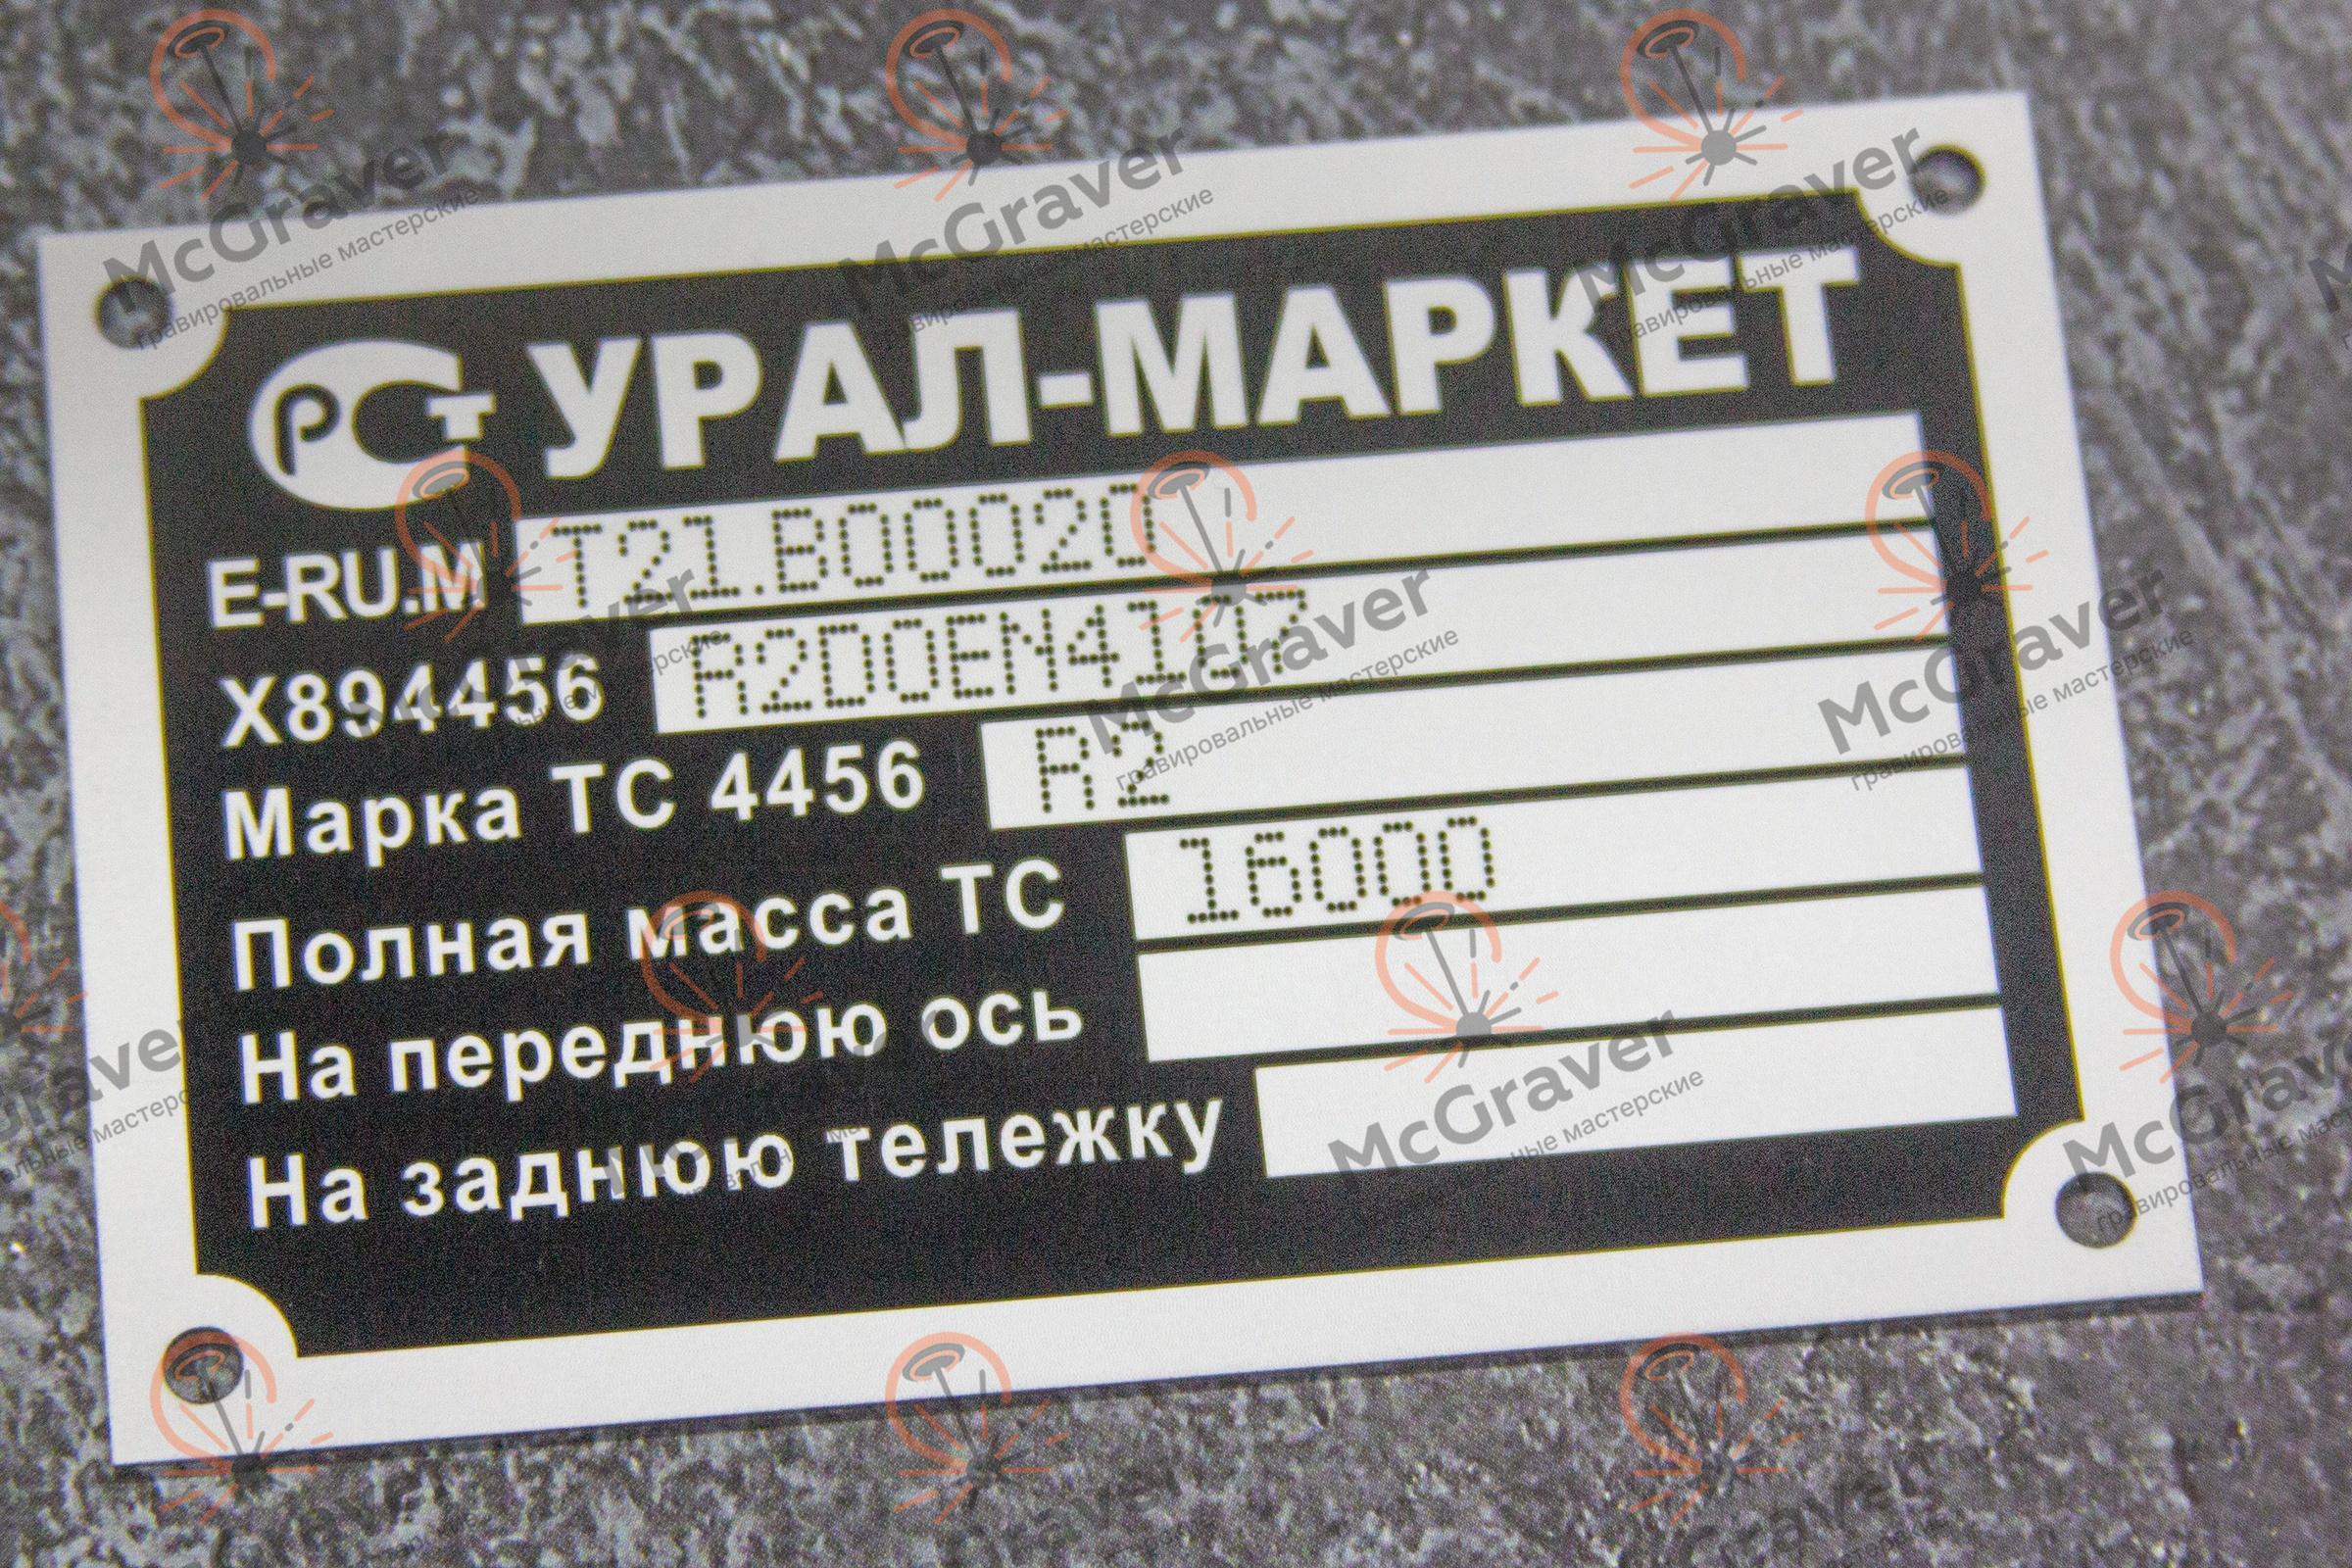 РСТ УРАЛ-МАРКЕТ
E-RU.M T21.B00020
X894456 R2D0EN4107
Марка ТС 4456 R2
Полная масса ТС 16000
На переднюю ось
На заднюю тележку
McGraver
гравировальные мастерские